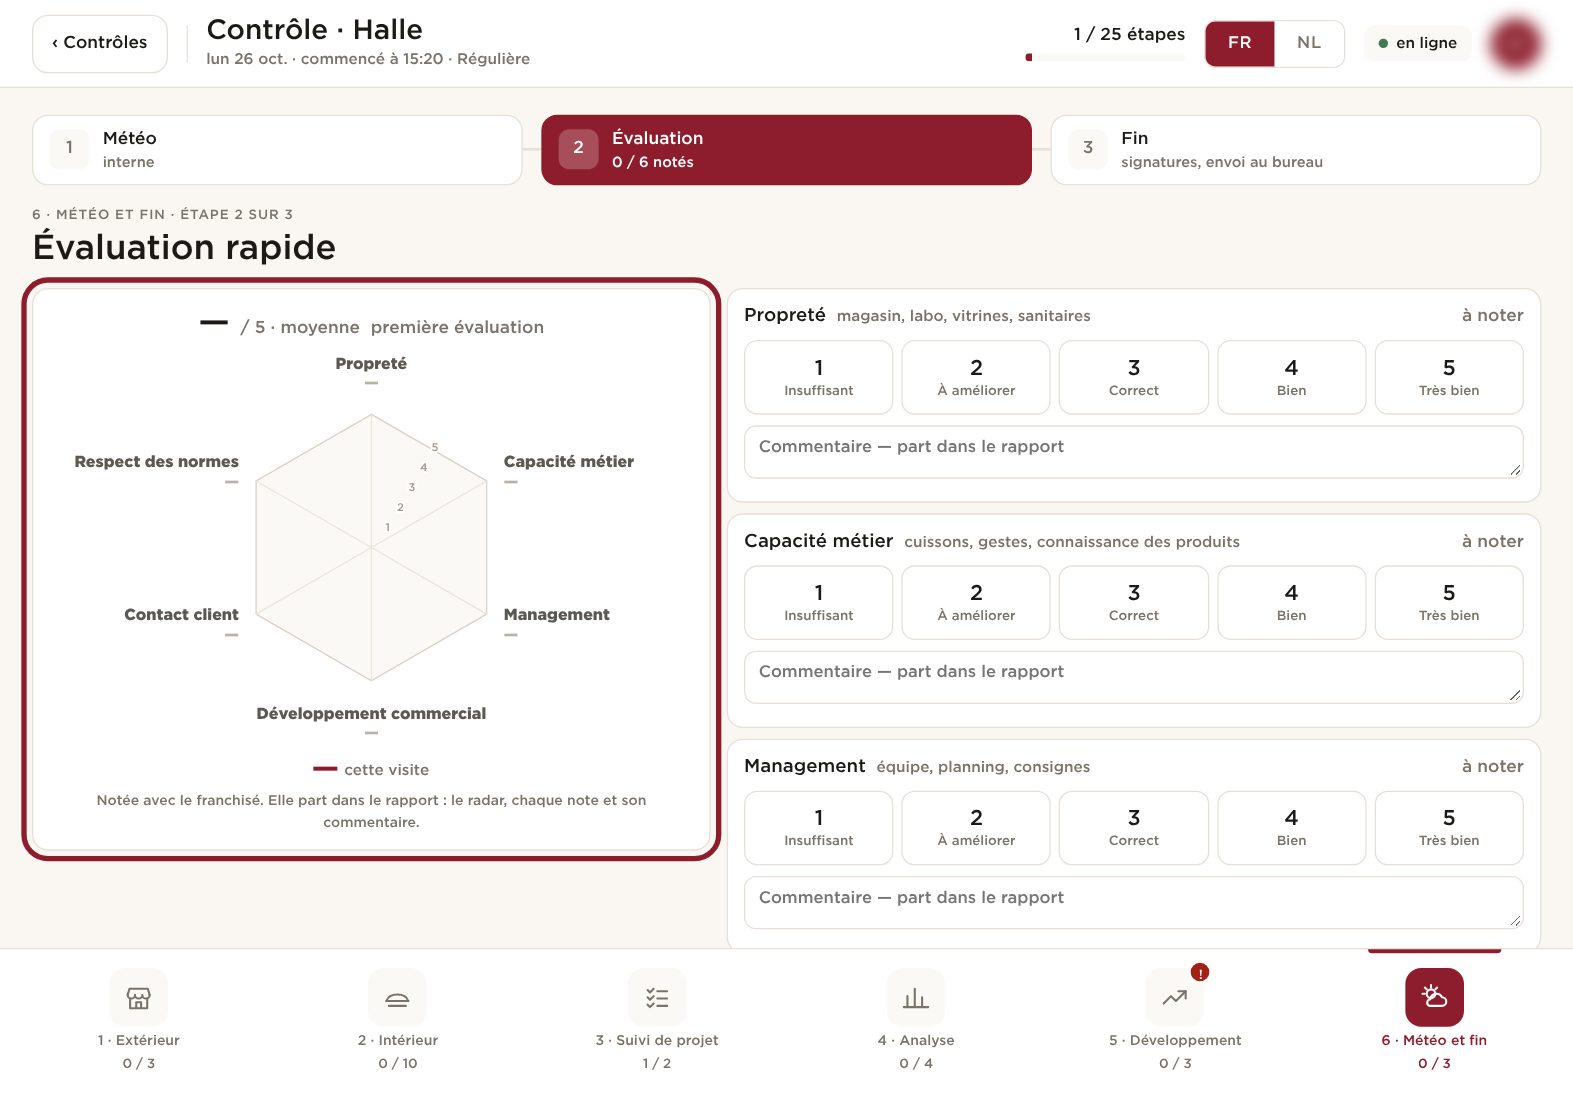 ‹ Contrôles
Contrôle · Halle
lun 26 oct. · commencé à 15:20 · Régulière
1 / 25 étapes
FR
NL
en ligne
1
Météo
interne
2
Évaluation
0 / 6 notés
3
Fin
signatures, envoi au bureau
6 · MÉTÉO ET FIN · ÉTAPE 2 SUR 3
Évaluation rapide
— / 5 · moyenne première évaluation
Propreté
—
Respect des normes
—
Capacité métier
—
5
4
3
2
1
Contact client
—
Management
—
Développement commercial
—
cette visite
Notée avec le franchisé. Elle part dans le rapport : le radar, chaque note et son
commentaire.
Propreté magasin, labo, vitrines, sanitaires à noter
1 2 3 4 5
Insuffisant À améliorer Correct Bien Très bien
Commentaire — part dans le rapport
Capacité métier cuissons, gestes, connaissance des produits à noter
1 2 3 4 5
Insuffisant À améliorer Correct Bien Très bien
Commentaire — part dans le rapport
Management équipe, planning, consignes à noter
1 2 3 4 5
Insuffisant À améliorer Correct Bien Très bien
Commentaire — part dans le rapport
1 · Extérieur
0 / 3
2 · Intérieur
0 / 10
3 · Suivi de projet
1 / 2
4 · Analyse
0 / 4
!
5 · Développement
0 / 3
6 · Météo et fin
0 / 3